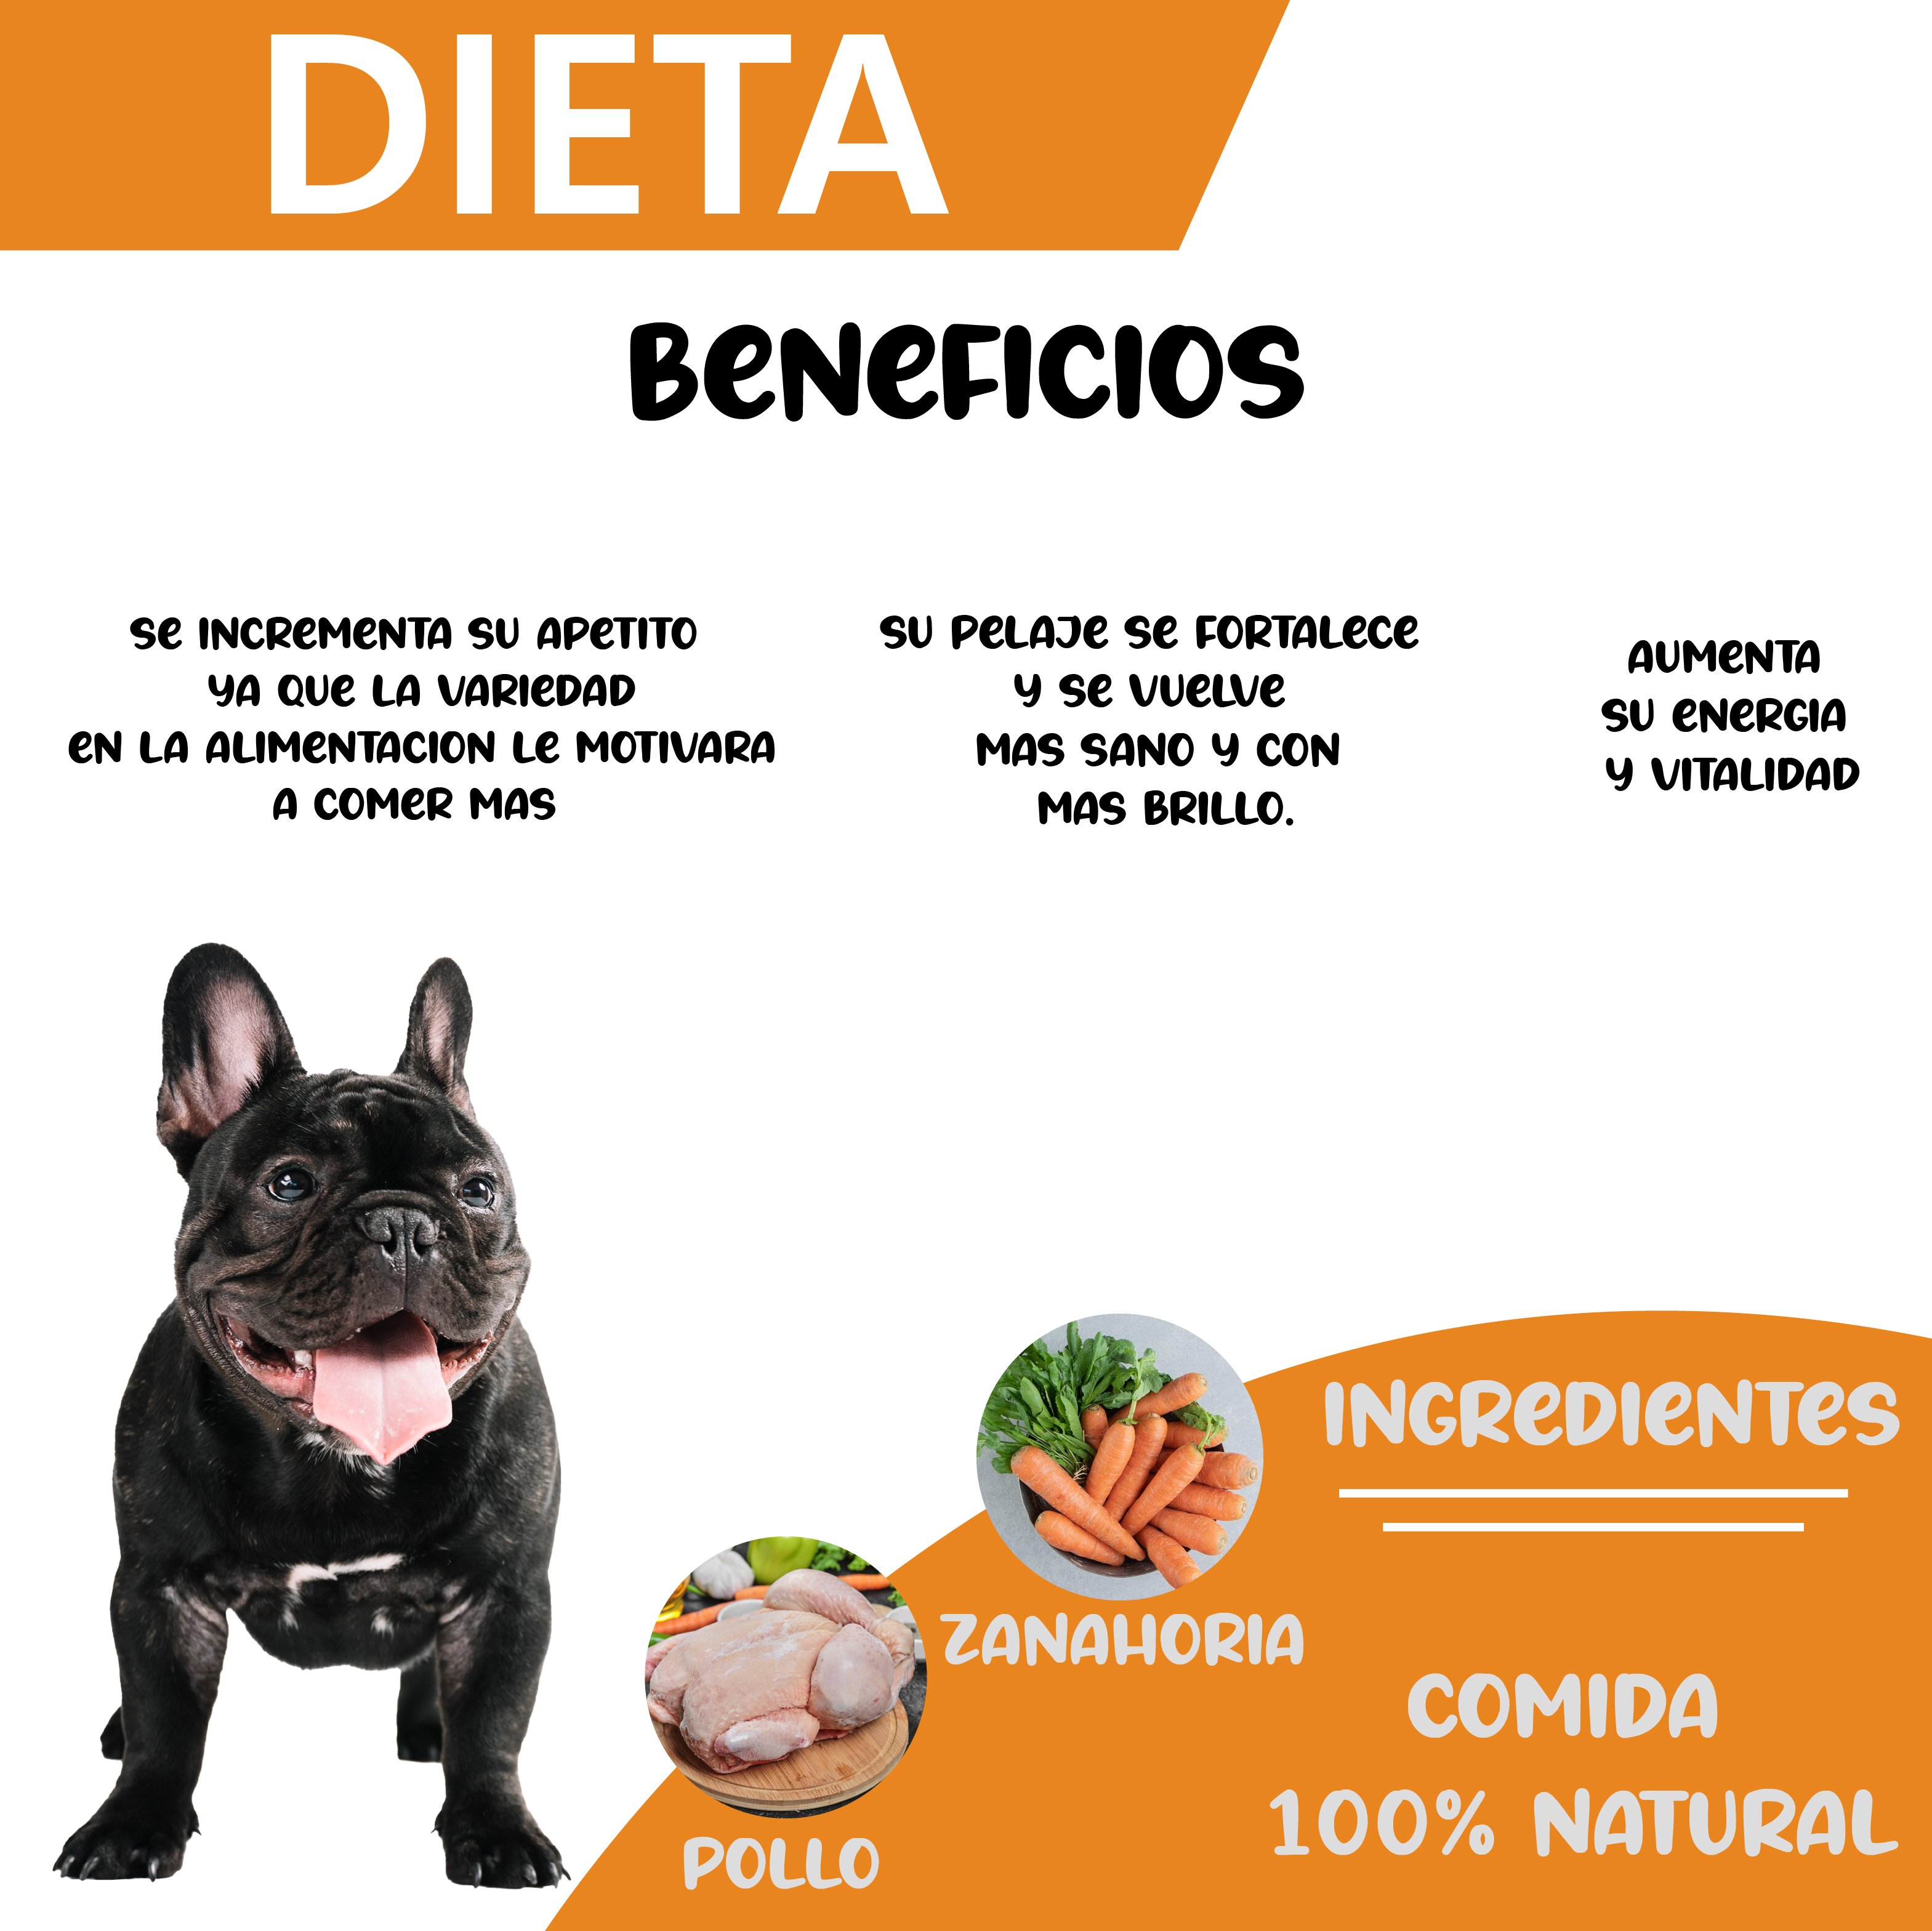 DIETA
BENEFICIOS
SE INCREMENTA SU APETITO
YA QUE LA VARIEDAD
EN LA ALIMENTACION LE MOTIVARA
A COMER MAS
SU PELAJE SE FORTALECE
Y SE VUELVE
MAS SANO Y CON
MAS BRILLO.
AUMENTA
SU ENERGIA
Y VITALIDAD
INGREDIENTES
ZANAHORIA
POLLO
COMIDA
100% NATURAL